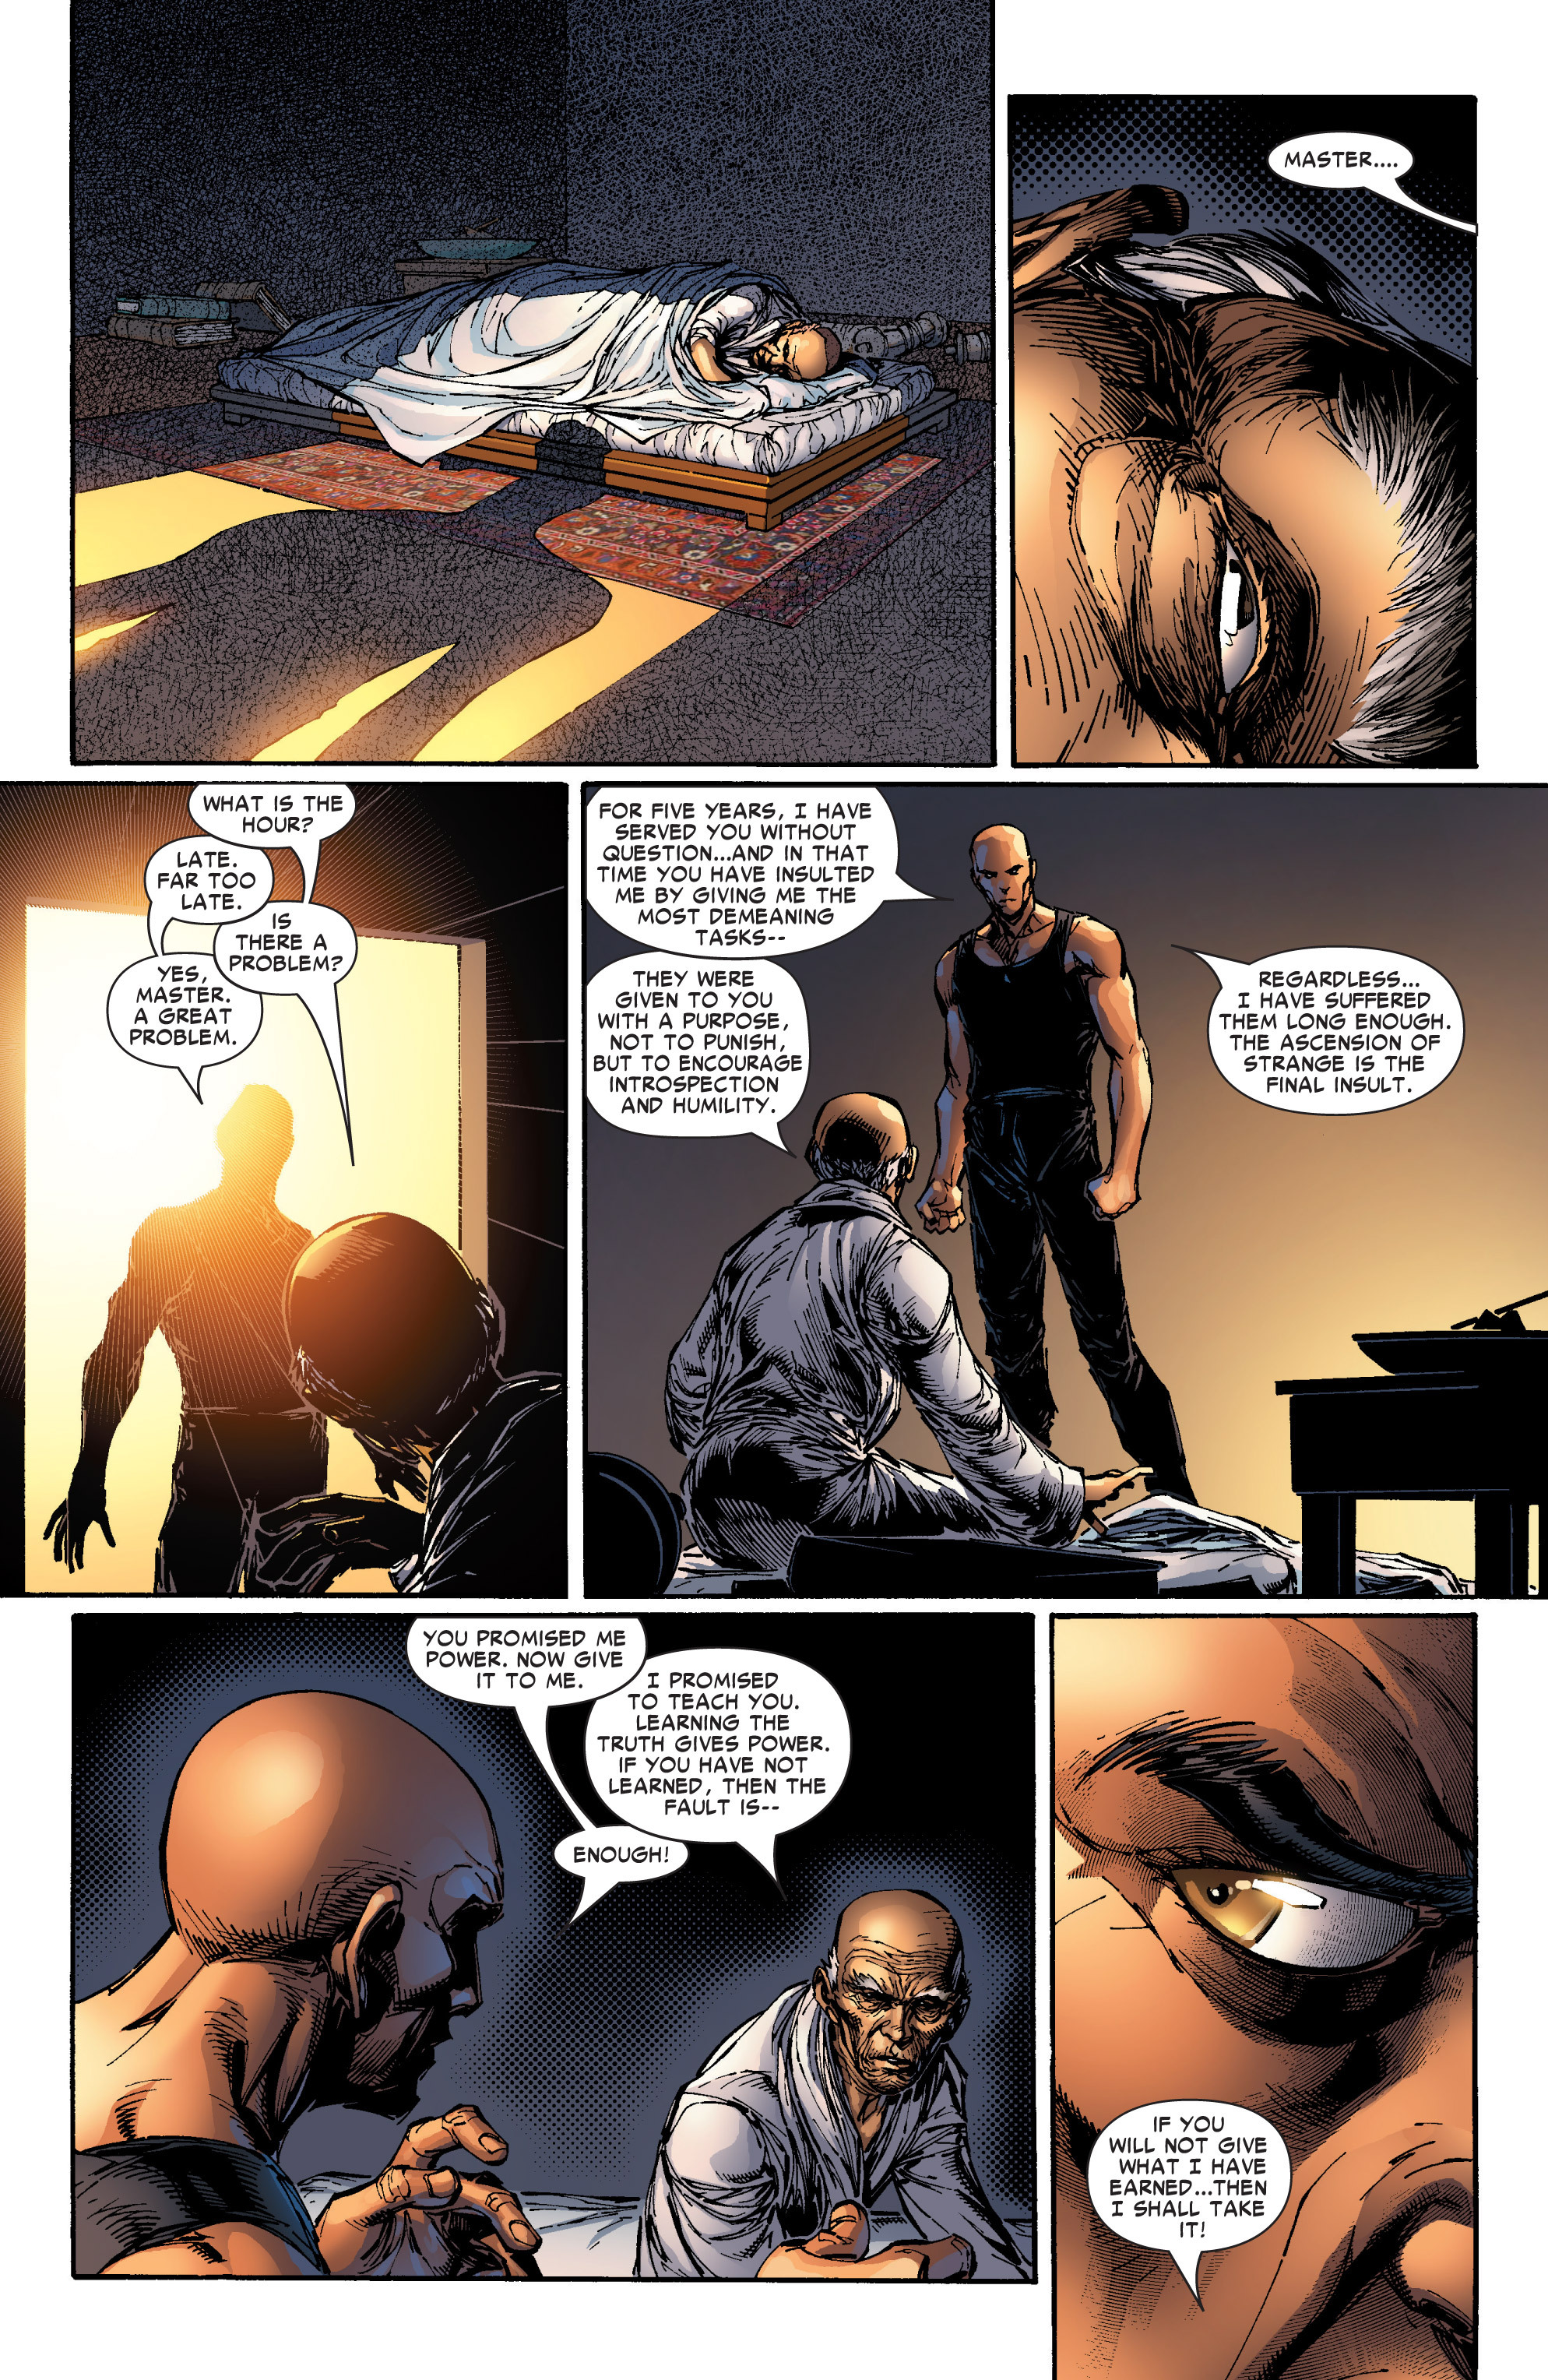 MASTER....
WHAT IS THE
HOUR?
LATE.
FAR TOO
LATE.
IS
THERE A
PROBLEM?
YES,
MASTER.
A GREAT
PROBLEM.
FOR FIVE YEARS, I HAVE
SERVED YOU WITHOUT
QUESTION...AND IN THAT
TIME YOU HAVE INSULTED
ME BY GIVING ME THE
MOST DEMEANING
TASKS--
THEY WERE
GIVEN TO YOU
WITH A PURPOSE,
NOT TO PUNISH,
BUT TO ENCOURAGE
INTROSPECTION
AND HUMILITY.
REGARDLESS...
I HAVE SUFFERED
THEM LONG ENOUGH.
THE ASCENSION OF
STRANGE IS THE
FINAL INSULT.
YOU PROMISED ME
POWER. NOW GIVE
IT TO ME.
I PROMISED
TO TEACH YOU.
LEARNING THE
TRUTH GIVES POWER.
IF YOU HAVE NOT
LEARNED, THEN THE
FAULT IS--
ENOUGH!
IF YOU
WILL NOT GIVE
WHAT I HAVE
EARNED...THEN
I SHALL TAKE
IT!